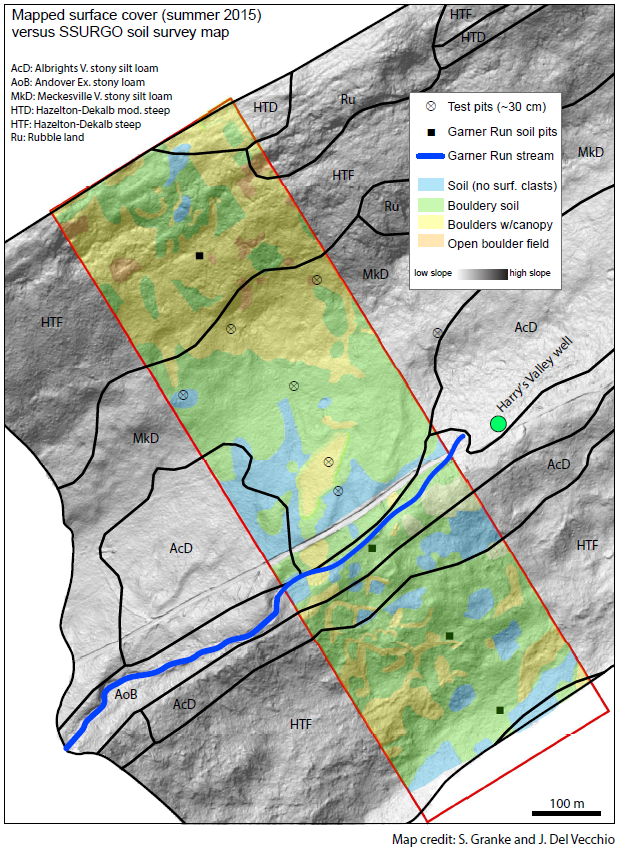 Mapped surface cover (summer 2015)
versus SSURGO soil survey map
AcD: Albrights V. stony silt loam
AoB: Andover Ex. stony loam
MkD: Meckesville V. stony silt loam
HTD: Hazelton-Dekalb mod. steep
HTF: Hazelton-Dekalb steep
Ru: Rubble land
HTF
HTD
Ru
HTD
Test pits (~30 cm)
Garner Run soil pits
Garner Run stream
Soil (no surf. clasts)
Bouldery soil
Boulders w/canopy
Open boulder field
low slope
high slope
MkD
HTF
Ru
MkD
HTF
AcD
Harry's Valley well
MkD
AcD
AcD
HTF
AoB
AcD
HTF
100 m
Map credit: S. Granke and J. Del Vecchio